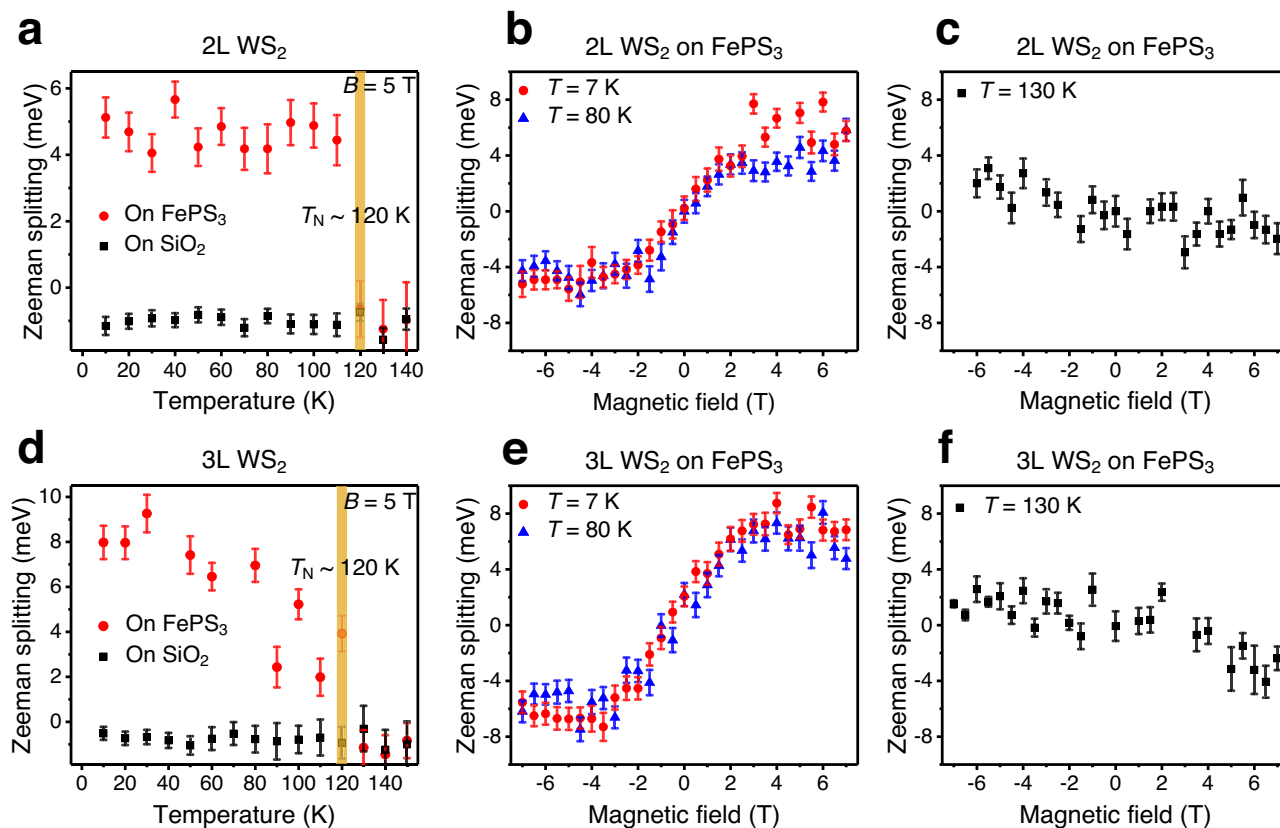 a
2L WS₂
B = 5 T
Zeeman splitting (meV)
6
4
2
0
On FePS₃
On SiO₂
T_N ~ 120 K
0 20 40 60 80 100 120 140
Temperature (K)
b
2L WS₂ on FePS₃
T = 7 K
T = 80 K
Zeeman splitting (meV)
8
4
0
-4
-8
-6 -4 -2 0 2 4 6
Magnetic field (T)
c
2L WS₂ on FePS₃
T = 130 K
Zeeman splitting (meV)
8
4
0
-4
-8
-6 -4 -2 0 2 4 6
Magnetic field (T)
d
3L WS₂
B = 5 T
Zeeman splitting (meV)
10
8
6
4
2
0
T_N ~ 120 K
On FePS₃
On SiO₂
0 20 40 60 80 100 120 140
Temperature (K)
e
3L WS₂ on FePS₃
T = 7 K
T = 80 K
Zeeman splitting (meV)
8
4
0
-4
-8
-6 -4 -2 0 2 4 6
Magnetic field (T)
f
3L WS₂ on FePS₃
T = 130 K
Zeeman splitting (meV)
8
4
0
-4
-8
-6 -4 -2 0 2 4 6
Magnetic field (T)